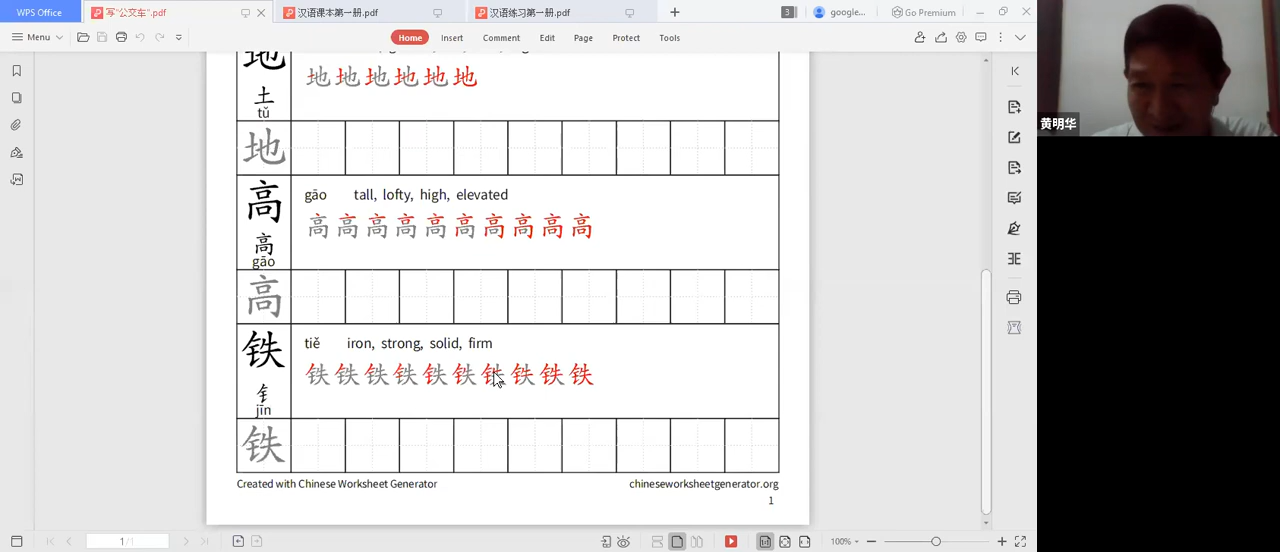 WPS Office
写“公交车”.pdf
汉语课本第一册.pdf
汉语练习第一册.pdf
3
google...
Go Premium
Menu
Home
Insert
Comment
Edit
Page
Protect
Tools
黄明华
地
地地地地地地
土
tǔ
地
高
gāo tall, lofty, high, elevated
高高高高高高高高高高
高
gāo
高
铁
tiě iron, strong, solid, firm
铁铁铁铁铁铁铁铁铁铁
钅
jīn
铁
Created with Chinese Worksheet Generator
chineseworksheetgenerator.org
1
1/1
100%